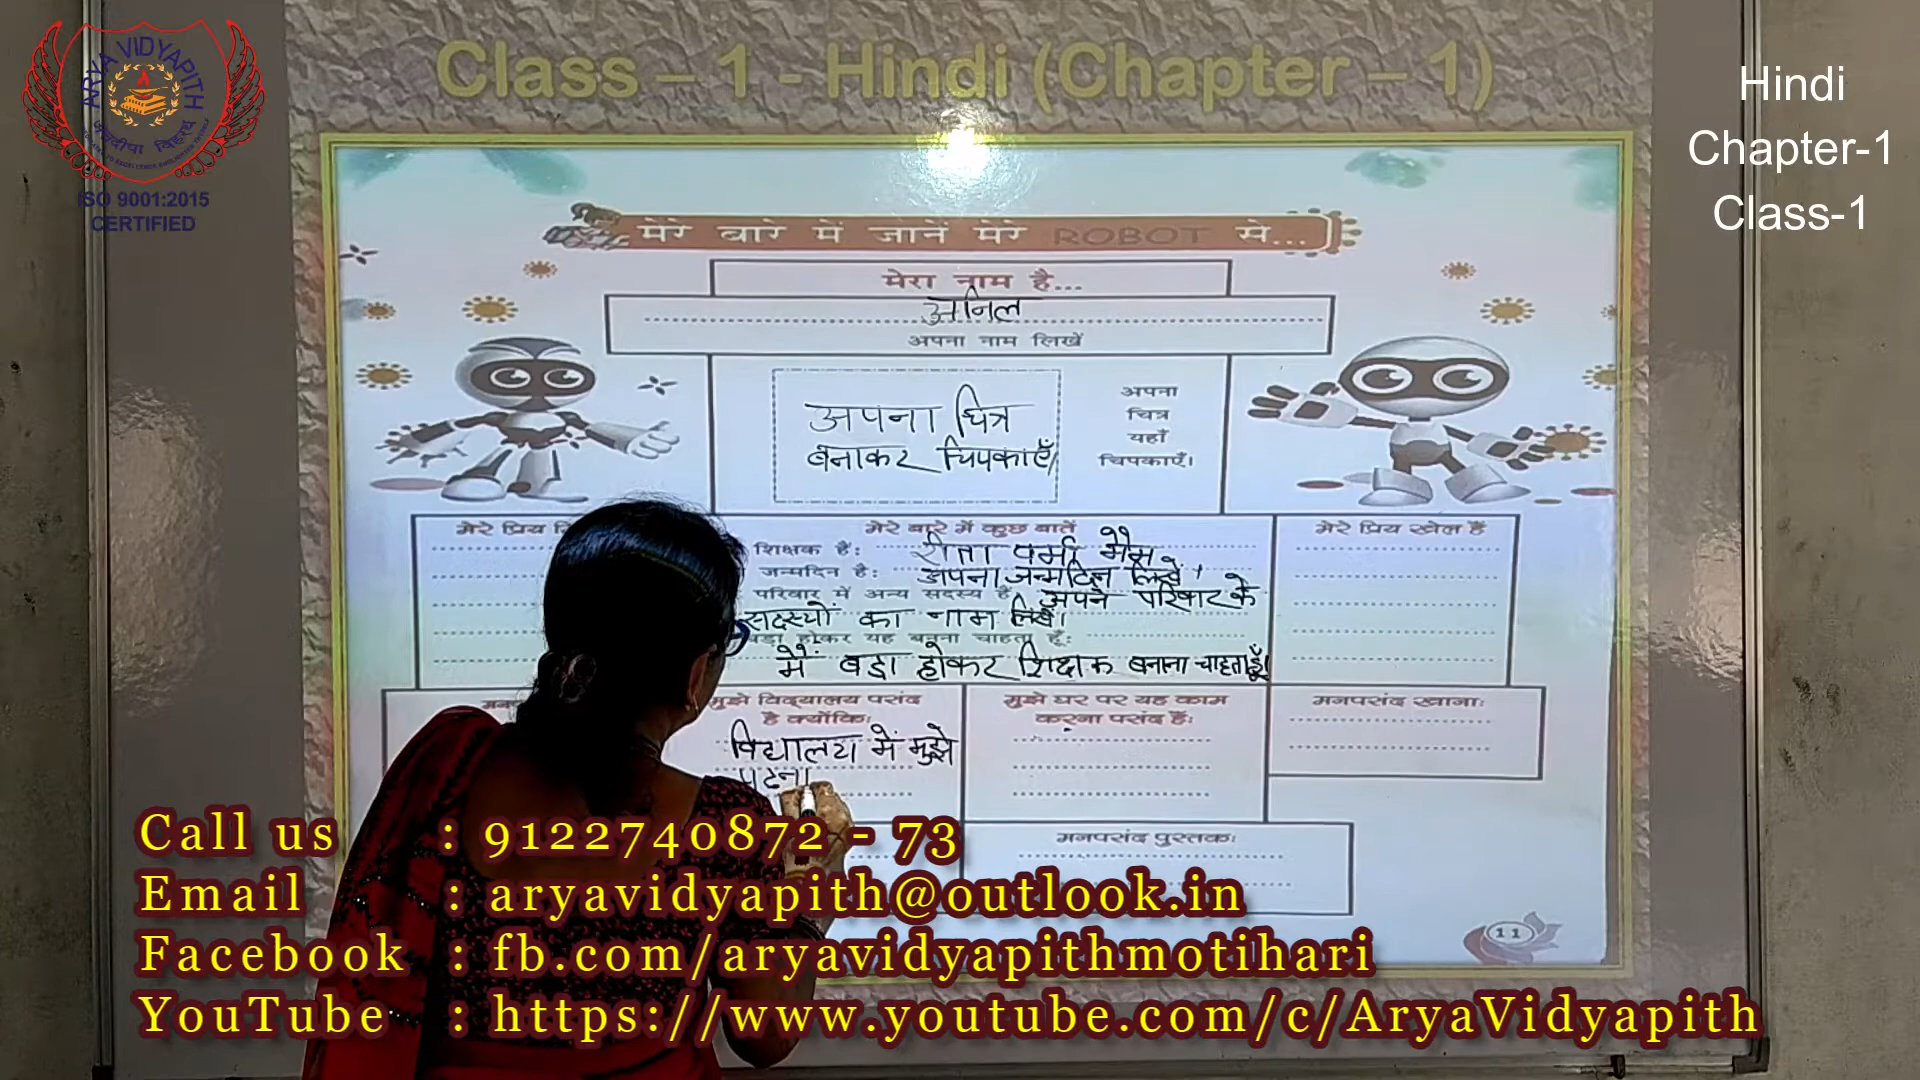 ARYA VIDYAPITH
ISO 9001:2015
CERTIFIED
Class – 1 - Hindi (Chapter – 1)
Hindi
Chapter-1
Class-1
मेरे बारे में जानें मेरे ROBOT से...
मेरा नाम है...
अनिल
अपना नाम लिखें
अपना चित्र
बनाकर चिपकाएँ।
अपना
चित्र
यहाँ
चिपकाएँ।
मेरे प्रिय
मेरे बारे में कुछ बातें
शिक्षक हैं: रीना वर्मा मैम
जन्मदिन है: अपना जन्मदिन लिखें।
परिवार में अन्य सदस्य हैं: अपने परिवार के
सदस्यों का नाम लिखें।
बड़ा होकर यह बनना चाहता हूँ:
में बड़ा होकर शिक्षक बनाना चाहता हूँ।
मेरे प्रिय खेल हैं
मुझे विद्यालय पसंद
है क्योंकि:
विद्यालय में मुझे
पढना
मुझे घर पर यह काम
करना पसंद है:
मनपसंद खाना:
मनपसंद पुस्तक:
11
Call us : 9122740872 - 73
Email : aryavidyapith@outlook.in
Facebook : fb.com/aryavidyapithmotihari
YouTube : https://www.youtube.com/c/AryaVidyapith